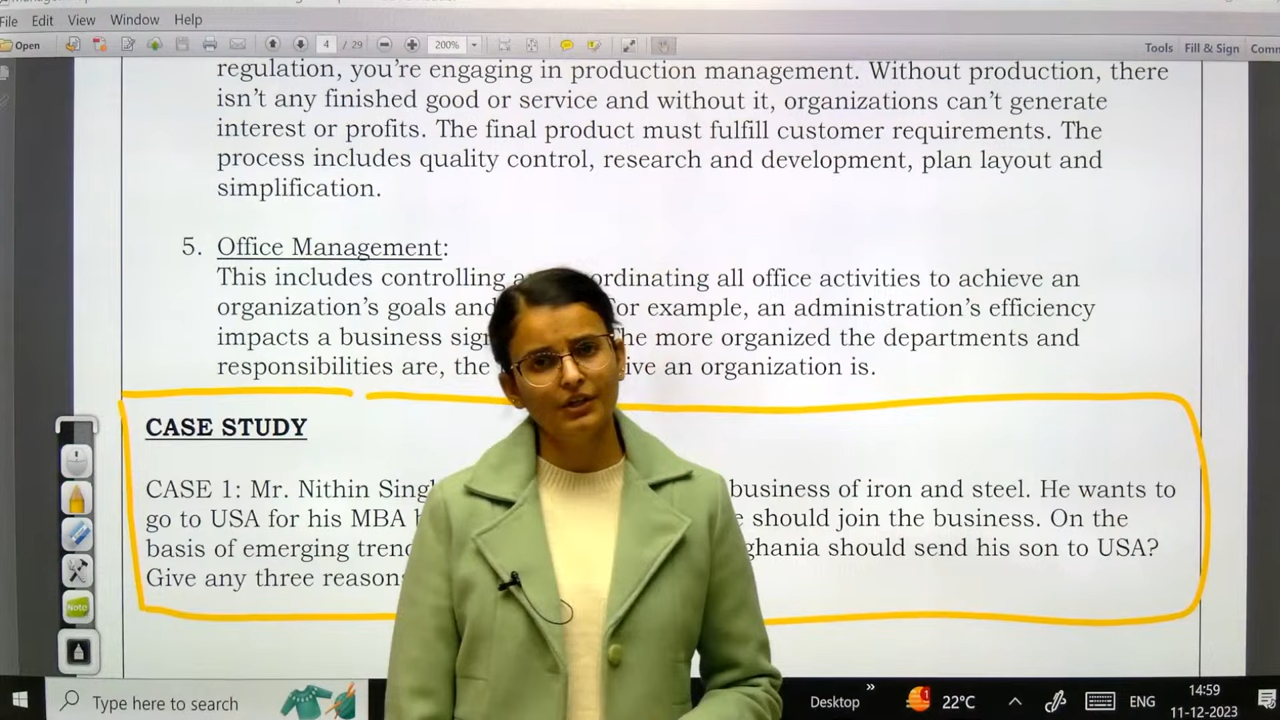 File Edit View Window Help
Open 4 / 29 200% Tools Fill & Sign
regulation, you're engaging in production management. Without production, there
isn't any finished good or service and without it, organizations can't generate
interest or profits. The final product must fulfill customer requirements. The
process includes quality control, research and development, plan layout and
simplification.
5. Office Management:
This includes controlling ordinating all office activities to achieve an
organization's goals and or example, an administration's efficiency
impacts a business he more organized the departments and
responsibilities are, the ive an organization is.
CASE STUDY
CASE 1: Mr. Nithin business of iron and steel. He wants to
go to USA for his MBA should join the business. On the
basis of emerging ghania should send his son to USA?
Give any three
Note
Type here to search Desktop » 1 22°C ENG 14:59
11-12-2023